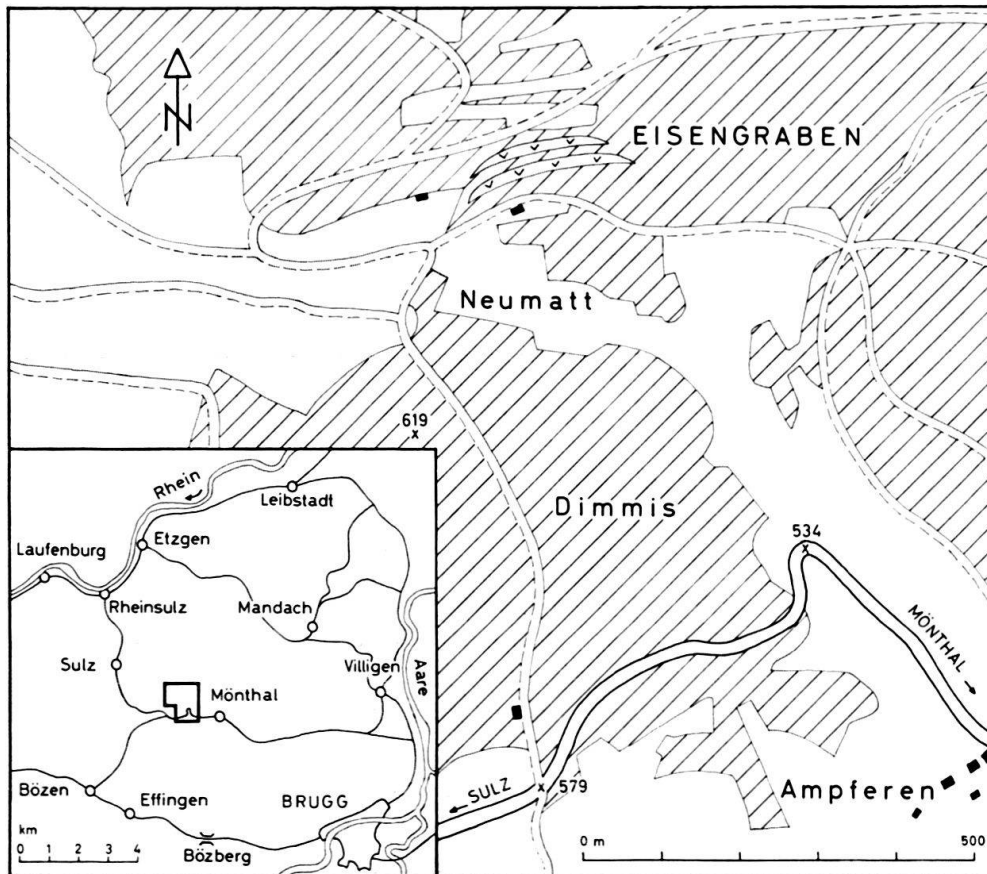 N
EISENGRABEN
Neumatt
619
Dimmis
534
MÖNTHAL
SULZ
579
Ampferen
0 m 500
Rhein
Leibstadt
Etzgen
Laufenburg
Rheinsulz
Mandach
Sulz
Villigen
Aare
Mönthal
Bözen
Effingen
BRUGG
Bözberg
km
0 1 2 3 4